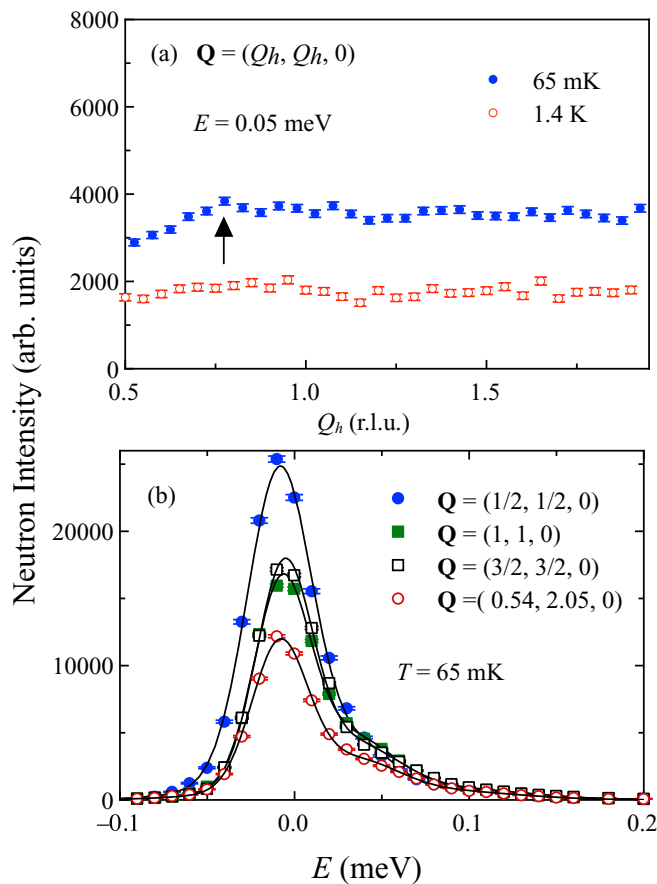 8000
(a) Q = (Qh, Qh, 0)
65 mK
6000
E = 0.05 meV
1.4 K
4000
2000
0
0.5 1.0 1.5
Qh (r.l.u.)
Neutron Intensity (arb. units)
(b)
Q = (1/2, 1/2, 0)
20000
Q = (1, 1, 0)
Q = (3/2, 3/2, 0)
Q =( 0.54, 2.05, 0)
10000
T = 65 mK
0
–0.1 0.0 0.1 0.2
E (meV)